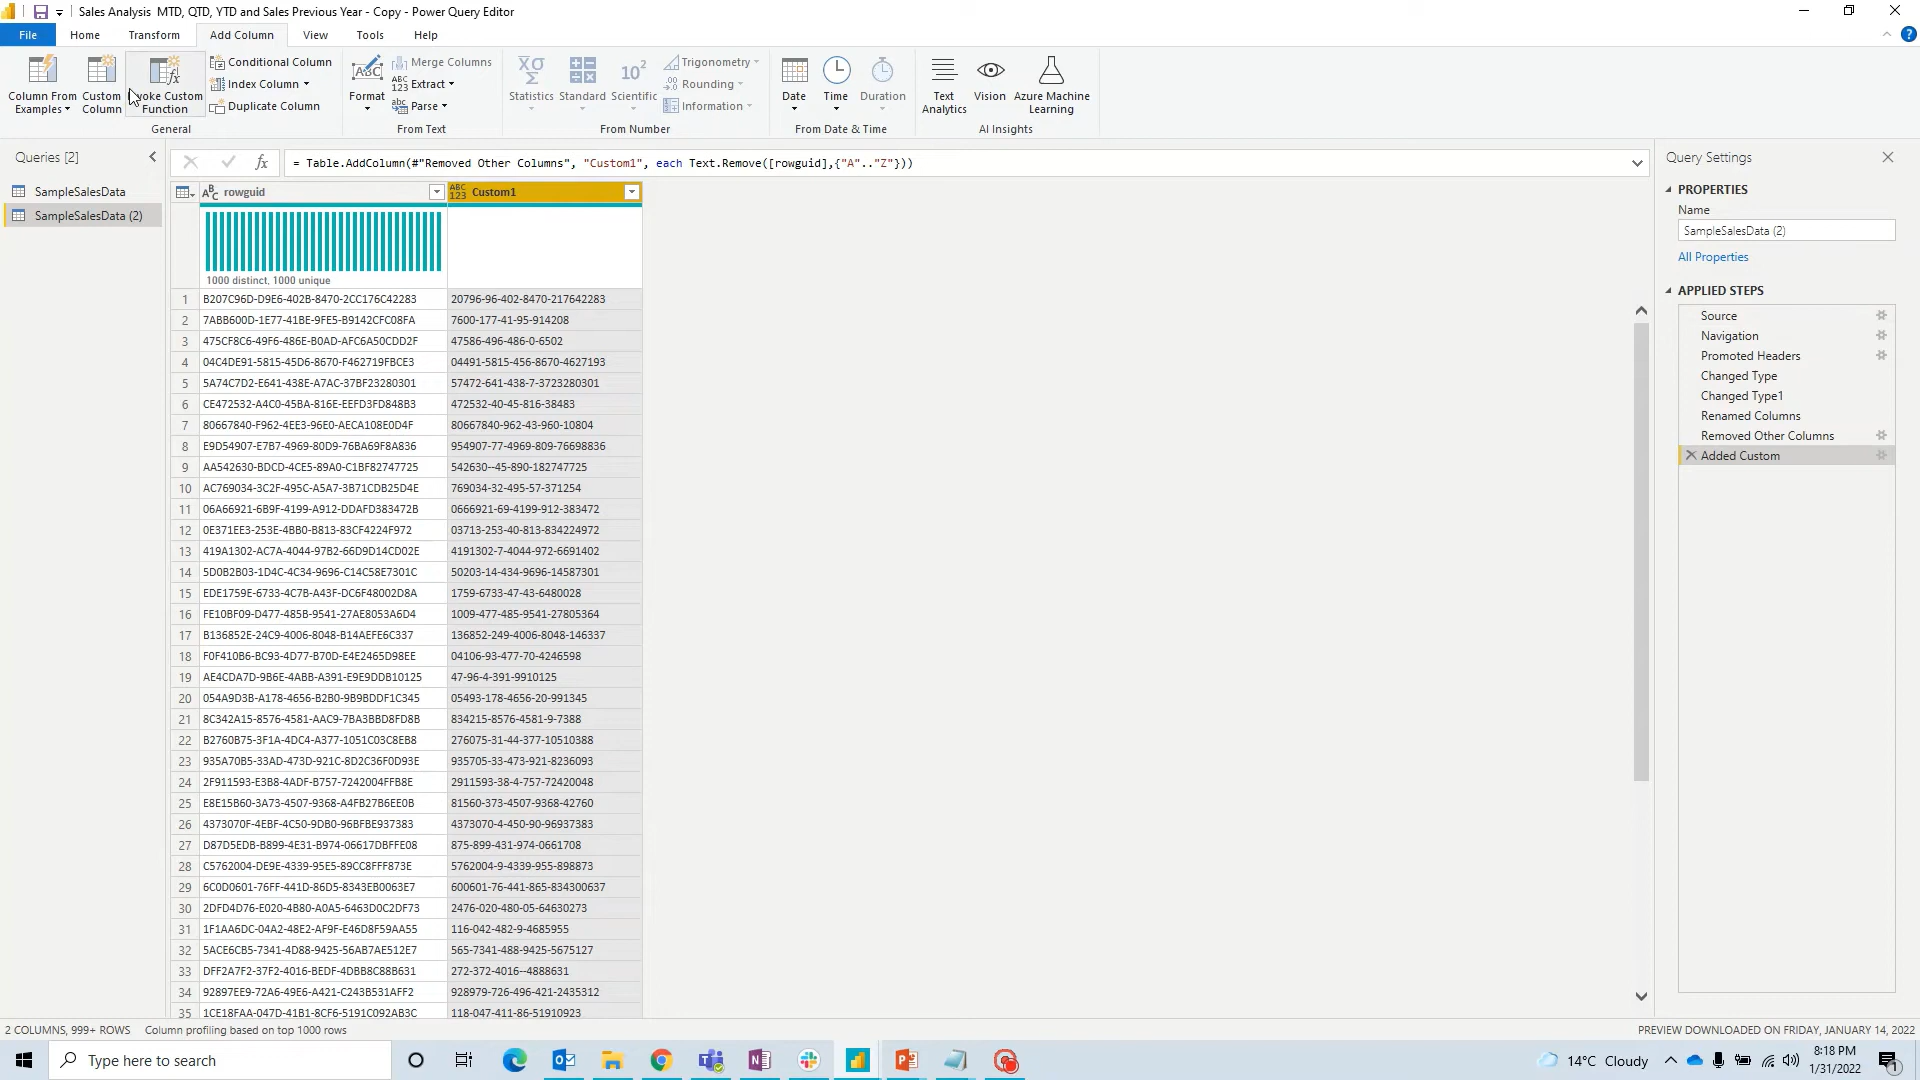 Sales Analysis  MTD, QTD, YTD and Sales Previous Year - Copy - Power Query Editor
File Home Transform Add Column View Tools Help
Column From Examples
Custom Column
oke Custom Function
Conditional Column
Index Column
Duplicate Column
General
Format
Merge Columns
Extract
Parse
From Text
Statistics Standard Scientific
Trigonometry
Rounding
Information
From Number
Date Time Duration
From Date & Time
Text Analytics
Vision
Azure Machine Learning
AI Insights
Queries [2]
= Table.AddColumn(#"Removed Other Columns", "Custom1", each Text.Remove([rowguid],{"A".."Z"}))
SampleSalesData
SampleSalesData (2)
rowguid Custom1
1000 distinct, 1000 unique
1 B207C96D-D9E6-402B-8470-2CC176C42283 20796-96-402-8470-217642283
2 7ABB600D-1E77-41BE-9FE5-B9142CFC08FA 7600-177-41-95-914208
3 475CF8C6-49F6-486E-B0AD-AFC6A50CDD2F 47586-496-486-0-6502
4 04C4DE91-5815-45D6-8670-F462719FBCE3 04491-5815-456-8670-4627193
5 5A74C7D2-E641-438E-A7AC-37BF23280301 57472-641-438-7-3723280301
6 CE472532-A4C0-45BA-816E-EEFD3FD848B3 472532-40-45-816-38483
7 80667840-F962-4EE3-96E0-AECA108E0D4F 80667840-962-43-960-10804
8 E9D54907-E7B7-4969-80D9-76BA69F8A836 954907-77-4969-809-76698836
9 AA542630-BDCD-4CE5-89A0-C1BF82747725 542630--45-890-182747725
10 AC769034-3C2F-495C-A5A7-3B71CDB25D4E 769034-32-495-57-371254
11 06A66921-6B9F-4199-A912-DDAFD383472B 0666921-69-4199-912-383472
12 0E371EE3-253E-4BB0-B813-83CF4224F972 03713-253-40-813-834224972
13 419A1302-AC7A-4044-97B2-66D9D14CD02E 4191302-7-4044-972-6691402
14 5D0B2B03-1D4C-4C34-9696-C14C58E7301C 50203-14-434-9696-14587301
15 EDE1759E-6733-4C7B-A43F-DC6F48002D8A 1759-6733-47-43-6480028
16 FE10BF09-D477-485B-9541-27AE8053A6D4 1009-477-485-9541-27805364
17 B136852E-24C9-4006-8048-B14AEFE6C337 136852-249-4006-8048-146337
18 F0F410B6-BC93-4D77-B70D-E4E2465D98EE 04106-93-477-70-4246598
19 AE4CDA7D-9B6E-4ABB-A391-E9E9DDB10125 47-96-4-391-9910125
20 054A9D3B-A178-4656-B2B0-9B9BDDF1C345 05493-178-4656-20-991345
21 8C342A15-8576-4581-AAC9-7BA3BBD8FD8B 834215-8576-4581-9-7388
22 B2760B75-3F1A-4DC4-A377-1051C03C8EB8 276075-31-44-377-10510388
23 935A70B5-33AD-473D-921C-8D2C36F0D93E 935705-33-473-921-8236093
24 2F911593-E3B8-4ADF-B757-7242004FFB8E 2911593-38-4-757-72420048
25 E8E15B60-3A73-4507-9368-A4FB27B6EE0B 81560-373-4507-9368-42760
26 4373070F-4EBF-4C50-9DB0-96BFBE937383 4373070-4-450-90-96937383
27 D87D5EDB-B899-4E31-B974-06617DBFFE08 875-899-431-974-0661708
28 C5762004-DE9E-4339-95E5-89CC8FFF873E 5762004-9-4339-955-898873
29 6C0D0601-76FF-441D-86D5-8343EB0063E7 600601-76-441-865-834300637
30 2DFD4D76-E020-4B80-A0A5-6463D0C2DF73 2476-020-480-05-64630273
31 1F1AA6DC-04A2-48E2-AF9F-E46D8F59AA55 116-042-482-9-4685955
32 5ACE6CB5-7341-4D88-9425-56AB7AE512E7 565-7341-488-9425-5675127
33 DFF2A7F2-37F2-4016-BEDF-4DBB8C88B631 272-372-4016--4888631
34 92897EE9-72A6-49E6-A421-C243B531AFF2 928979-726-496-421-2435312
35 1CE18FAA-047D-41B1-8CF6-5191C092AB3C 118-047-411-86-51910923
Query Settings
PROPERTIES
Name
SampleSalesData (2)
All Properties
APPLIED STEPS
Source
Navigation
Promoted Headers
Changed Type
Changed Type1
Renamed Columns
Removed Other Columns
Added Custom
2 COLUMNS, 999+ ROWS Column profiling based on top 1000 rows
PREVIEW DOWNLOADED ON FRIDAY, JANUARY 14, 2022
Type here to search
14°C Cloudy
8:18 PM
1/31/2022